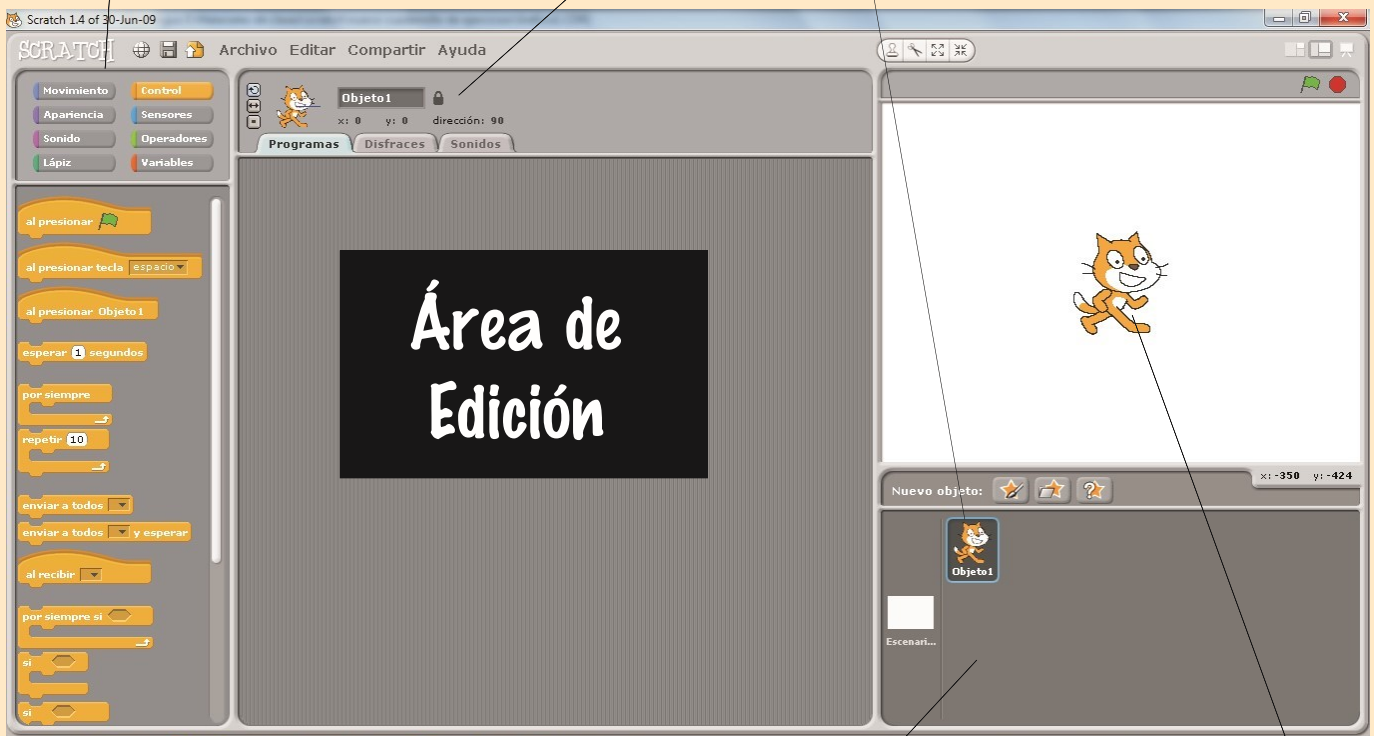 Scratch 1.4 of 30-Jun-09
SCRATCH Archivo Editar Compartir Ayuda
Movimiento Control
Apariencia Sensores
Sonido Operadores
Lápiz Variables
Objeto1
x: 0 y: 0 dirección: 90
Programas Disfraces Sonidos
al presionar
al presionar tecla espacio
al presionar Objeto1
esperar 1 segundos
por siempre
repetir 10
enviar a todos
enviar a todos y esperar
al recibir
por siempre si
si
si
Área de
Edición
x: -350 y: -424
Nuevo objeto:
Objeto1
Escenari...